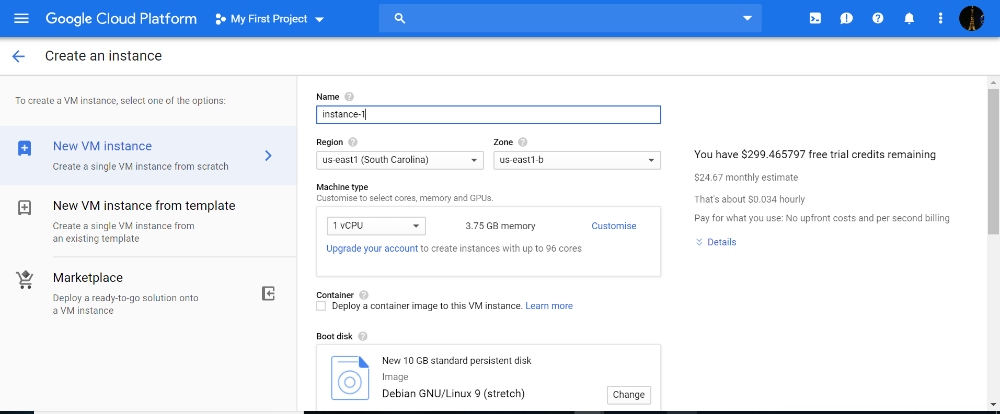 Google Cloud Platform
My First Project
Create an instance
To create a VM instance, select one of the options:
New VM instance
Create a single VM instance from scratch
New VM instance from template
Create a single VM instance from
an existing template
Marketplace
Deploy a ready-to-go solution onto
a VM instance
Name
instance-1
Region
Zone
us-east1 (South Carolina)
us-east1-b
Machine type
Customise to select cores, memory and GPUs.
1 vCPU
3.75 GB memory
Customise
Upgrade your account to create instances with up to 96 cores
Container
Deploy a container image to this VM instance. Learn more
Boot disk
New 10 GB standard persistent disk
Image
Debian GNU/Linux 9 (stretch)
Change
You have $299.465797 free trial credits remaining
$24.67 monthly estimate
That's about $0.034 hourly
Pay for what you use: No upfront costs and per second billing
Details